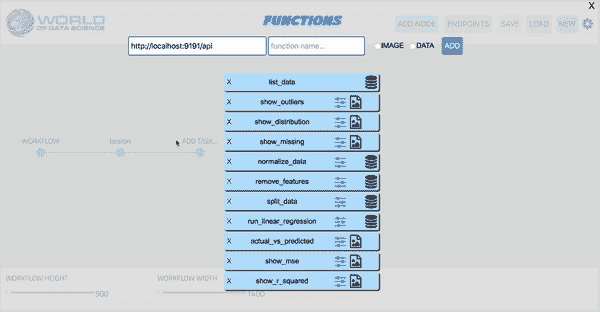 X
WORLD
OF DATA SCIENCE
FUNCTIONS
ADD NODE ENDPOINTS SAVE LOAD NEW
http://localhost:9191/api function name... IMAGE DATA ADD
X list_data
X show_outliers
X show_distribution
X show_missing
WORKFLOW boston ADD TASK...
X normalize_data
X remove_features
X split_data
X run_linear_regression
X actual_vs_predicted
X show_mse
X show_r_squared
WORKFLOW HEIGHT WORKFLOW WIDTH
500 1400